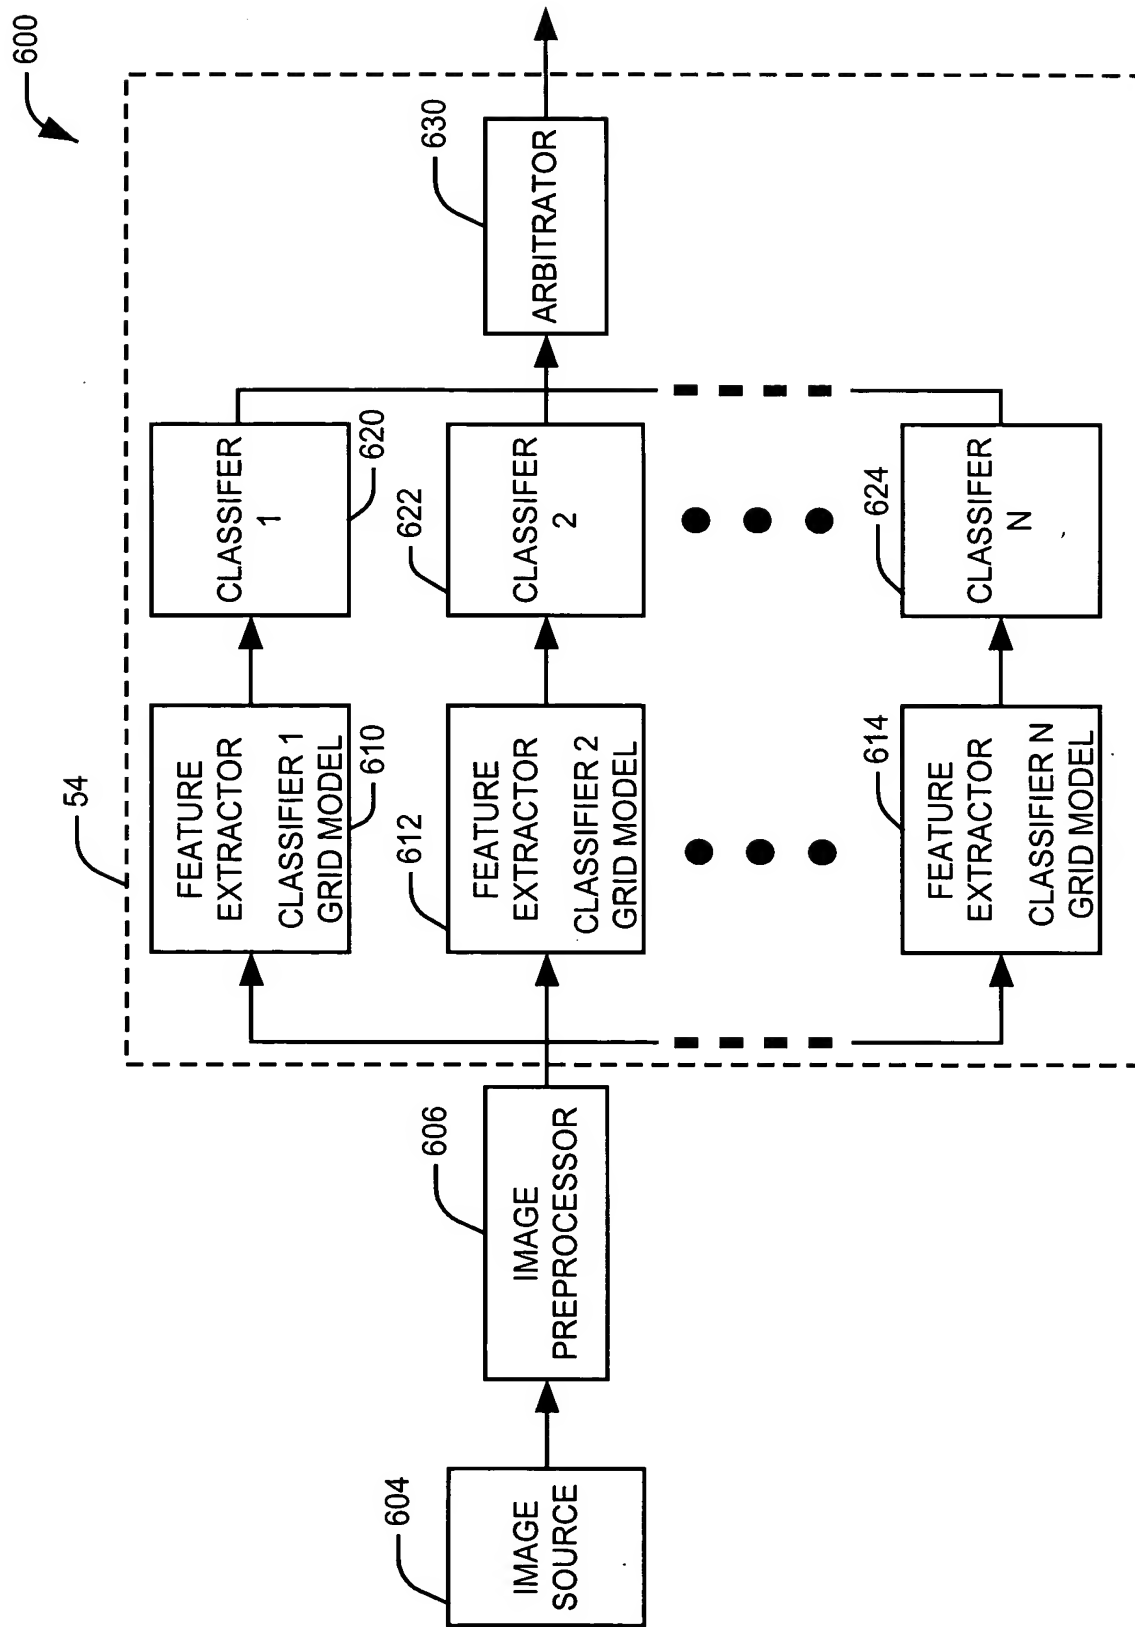 600
54
604
IMAGE
SOURCE
606
IMAGE
PREPROCESSOR
FEATURE
EXTRACTOR
CLASSIFIER 1
GRID MODEL
610
CLASSIFER
1
620
612
FEATURE
EXTRACTOR
CLASSIFIER 2
GRID MODEL
622
CLASSIFER
2
614
FEATURE
EXTRACTOR
CLASSIFIER N
GRID MODEL
624
CLASSIFER
N
630
ARBITRATOR